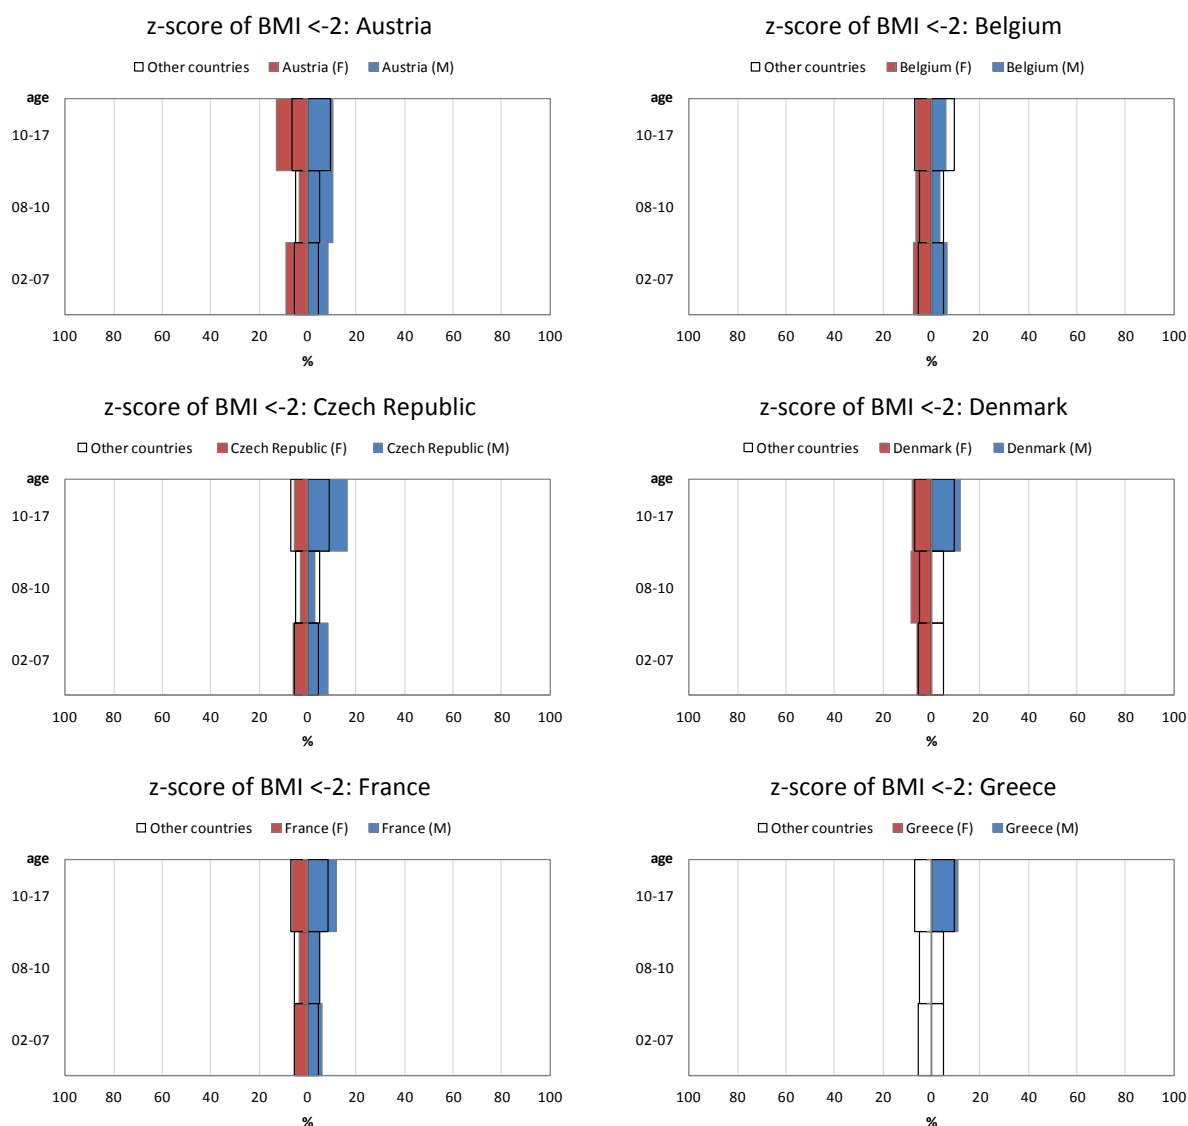 z-score of BMI <-2: Austria
Other countries Austria (F) Austria (M)
age
10-17
08-10
02-07
100 80 60 40 20 0 20 40 60 80 100
%
z-score of BMI <-2: Belgium
Other countries Belgium (F) Belgium (M)
age
10-17
08-10
02-07
100 80 60 40 20 0 20 40 60 80 100
%
z-score of BMI <-2: Czech Republic
Other countries Czech Republic (F) Czech Republic (M)
age
10-17
08-10
02-07
100 80 60 40 20 0 20 40 60 80 100
%
z-score of BMI <-2: Denmark
Other countries Denmark (F) Denmark (M)
age
10-17
08-10
02-07
100 80 60 40 20 0 20 40 60 80 100
%
z-score of BMI <-2: France
Other countries France (F) France (M)
age
10-17
08-10
02-07
100 80 60 40 20 0 20 40 60 80 100
%
z-score of BMI <-2: Greece
Other countries Greece (F) Greece (M)
age
10-17
08-10
02-07
100 80 60 40 20 0 20 40 60 80 100
%